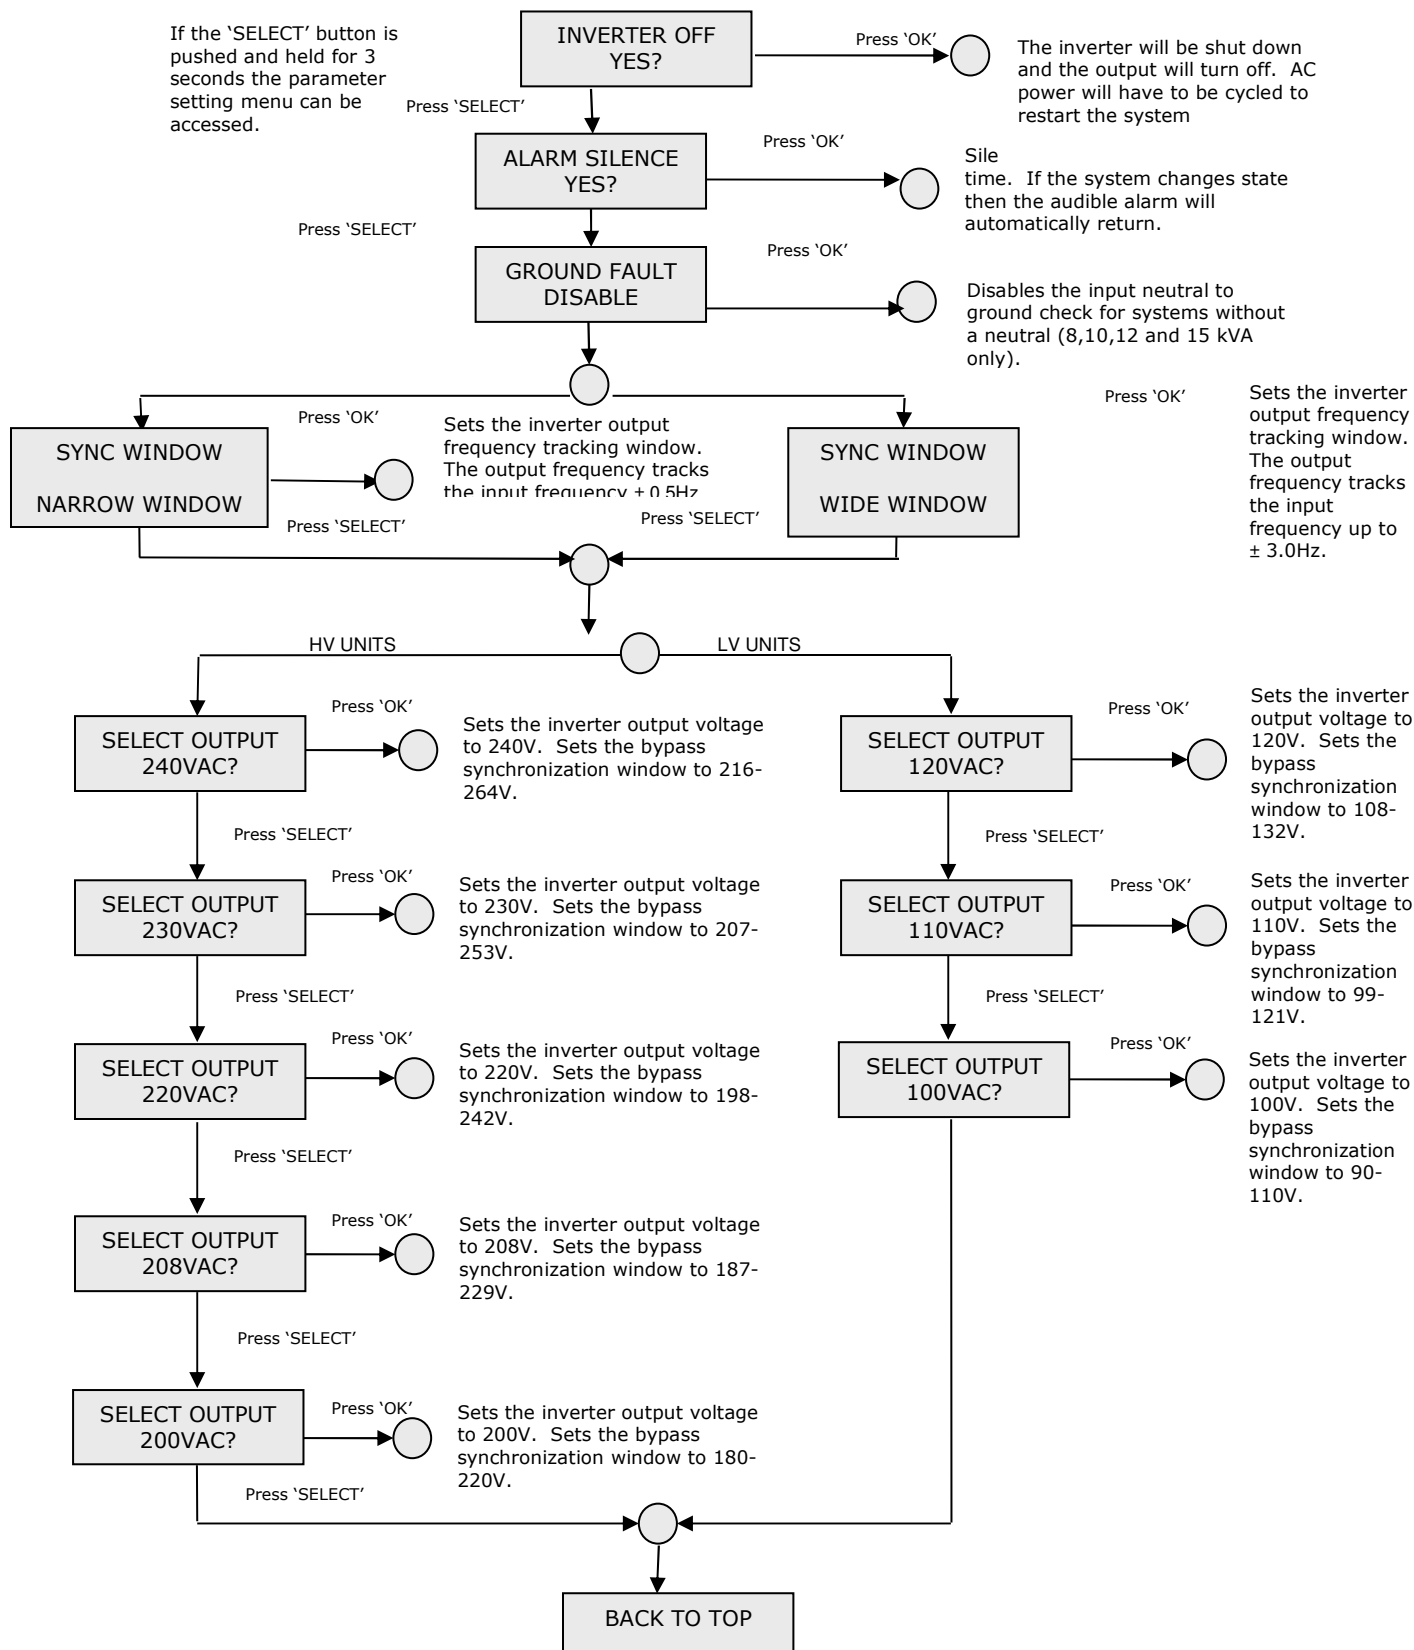 If the ‘SELECT’ button is
pushed and held for 3
seconds the parameter
setting menu can be
accessed.
INVERTER OFF
YES?
Press ‘OK’
The inverter will be shut down
and the output will turn off.  AC
power will have to be cycled to
restart the system
Press ‘SELECT’
ALARM SILENCE
YES?
Press ‘OK’
Sile
time.  If the system changes state
then the audible alarm will
automatically return.
Press ‘SELECT’
GROUND FAULT
DISABLE
Press ‘OK’
Disables the input neutral to
ground check for systems without
a neutral (8,10,12 and 15 kVA
only).
SYNC WINDOW
NARROW WINDOW
Press ‘OK’
Sets the inverter output
frequency tracking window.
The output frequency tracks
the input frequency ± 0.5Hz
Press ‘SELECT’
SYNC WINDOW
WIDE WINDOW
Press ‘SELECT’
Press ‘OK’
Sets the inverter
output frequency
tracking window.
The output
frequency tracks
the input
frequency up to
± 3.0Hz.
HV UNITS
LV UNITS
SELECT OUTPUT
240VAC?
Press ‘OK’
Sets the inverter output voltage
to 240V.  Sets the bypass
synchronization window to 216-
264V.
Press ‘SELECT’
SELECT OUTPUT
230VAC?
Press ‘OK’
Sets the inverter output voltage
to 230V.  Sets the bypass
synchronization window to 207-
253V.
Press ‘SELECT’
SELECT OUTPUT
220VAC?
Press ‘OK’
Sets the inverter output voltage
to 220V.  Sets the bypass
synchronization window to 198-
242V.
Press ‘SELECT’
SELECT OUTPUT
208VAC?
Press ‘OK’
Sets the inverter output voltage
to 208V.  Sets the bypass
synchronization window to 187-
229V.
Press ‘SELECT’
SELECT OUTPUT
200VAC?
Press ‘OK’
Sets the inverter output voltage
to 200V.  Sets the bypass
synchronization window to 180-
220V.
Press ‘SELECT’
SELECT OUTPUT
120VAC?
Press ‘OK’
Sets the inverter
output voltage to
120V.  Sets the
bypass
synchronization
window to 108-
132V.
Press ‘SELECT’
SELECT OUTPUT
110VAC?
Press ‘OK’
Sets the inverter
output voltage to
110V.  Sets the
bypass
synchronization
window to 99-
121V.
Press ‘SELECT’
SELECT OUTPUT
100VAC?
Press ‘OK’
Sets the inverter
output voltage to
100V.  Sets the
bypass
synchronization
window to 90-
110V.
BACK TO TOP